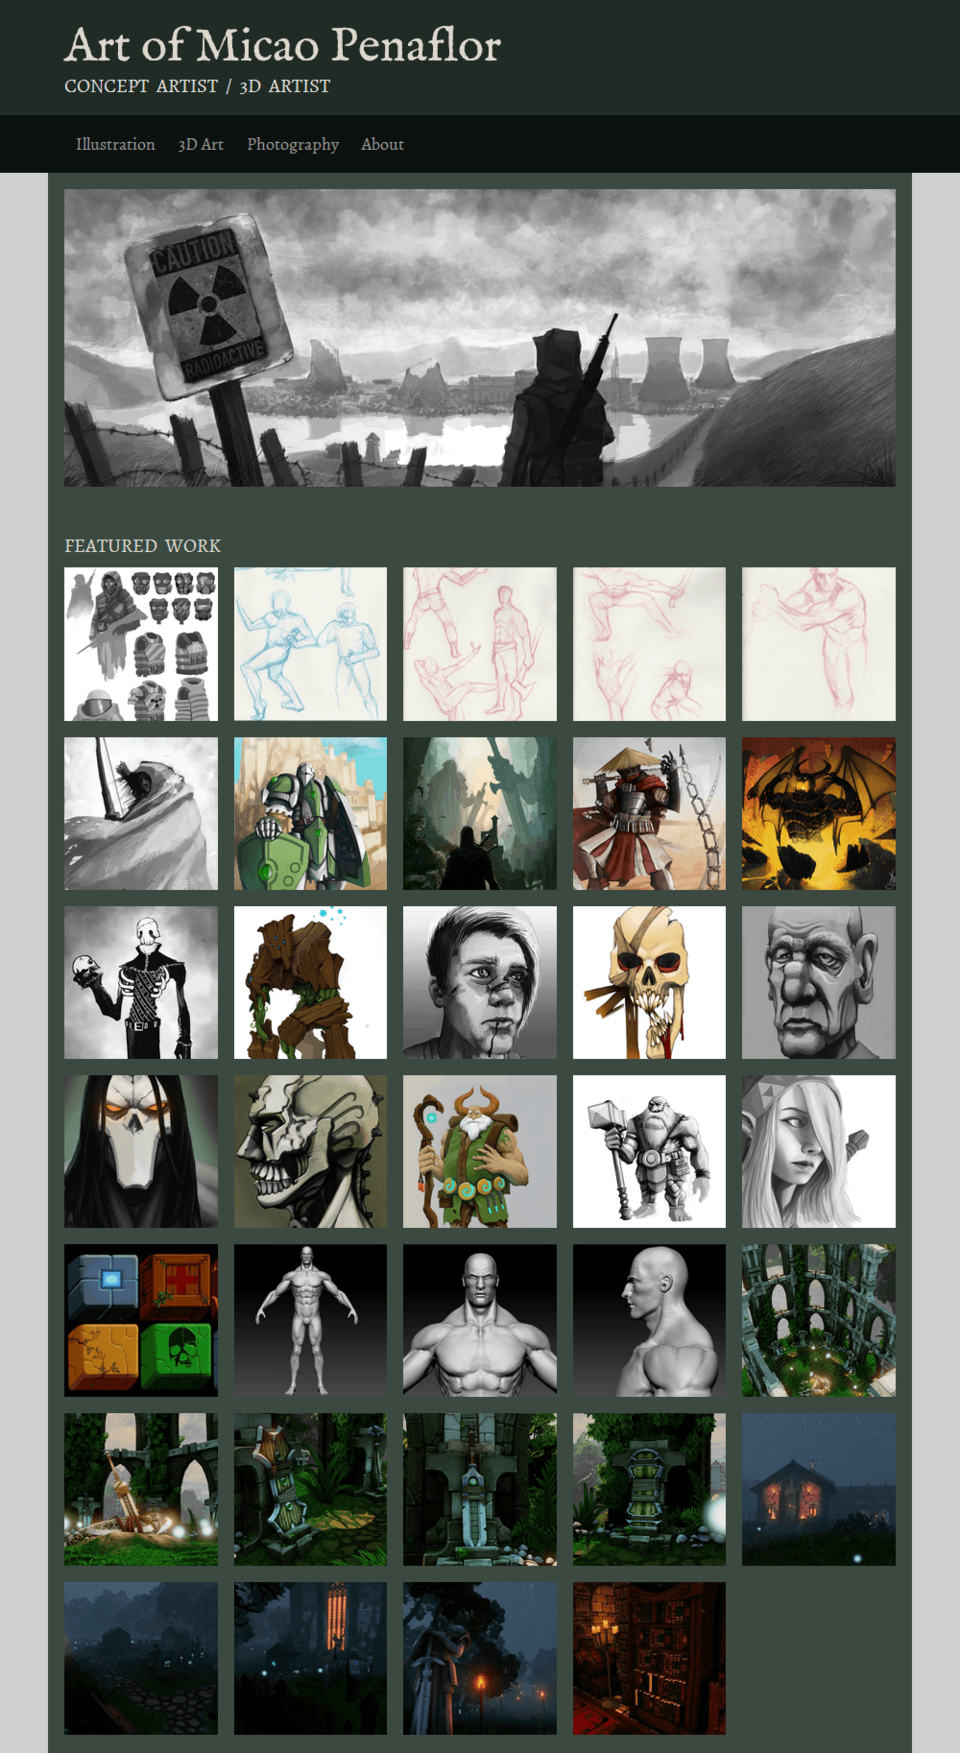 Art of Micao Penaflor
CONCEPT ARTIST / 3D ARTIST
Illustration 3D Art Photography About
CAUTION
RADIOACTIVE
FEATURED WORK